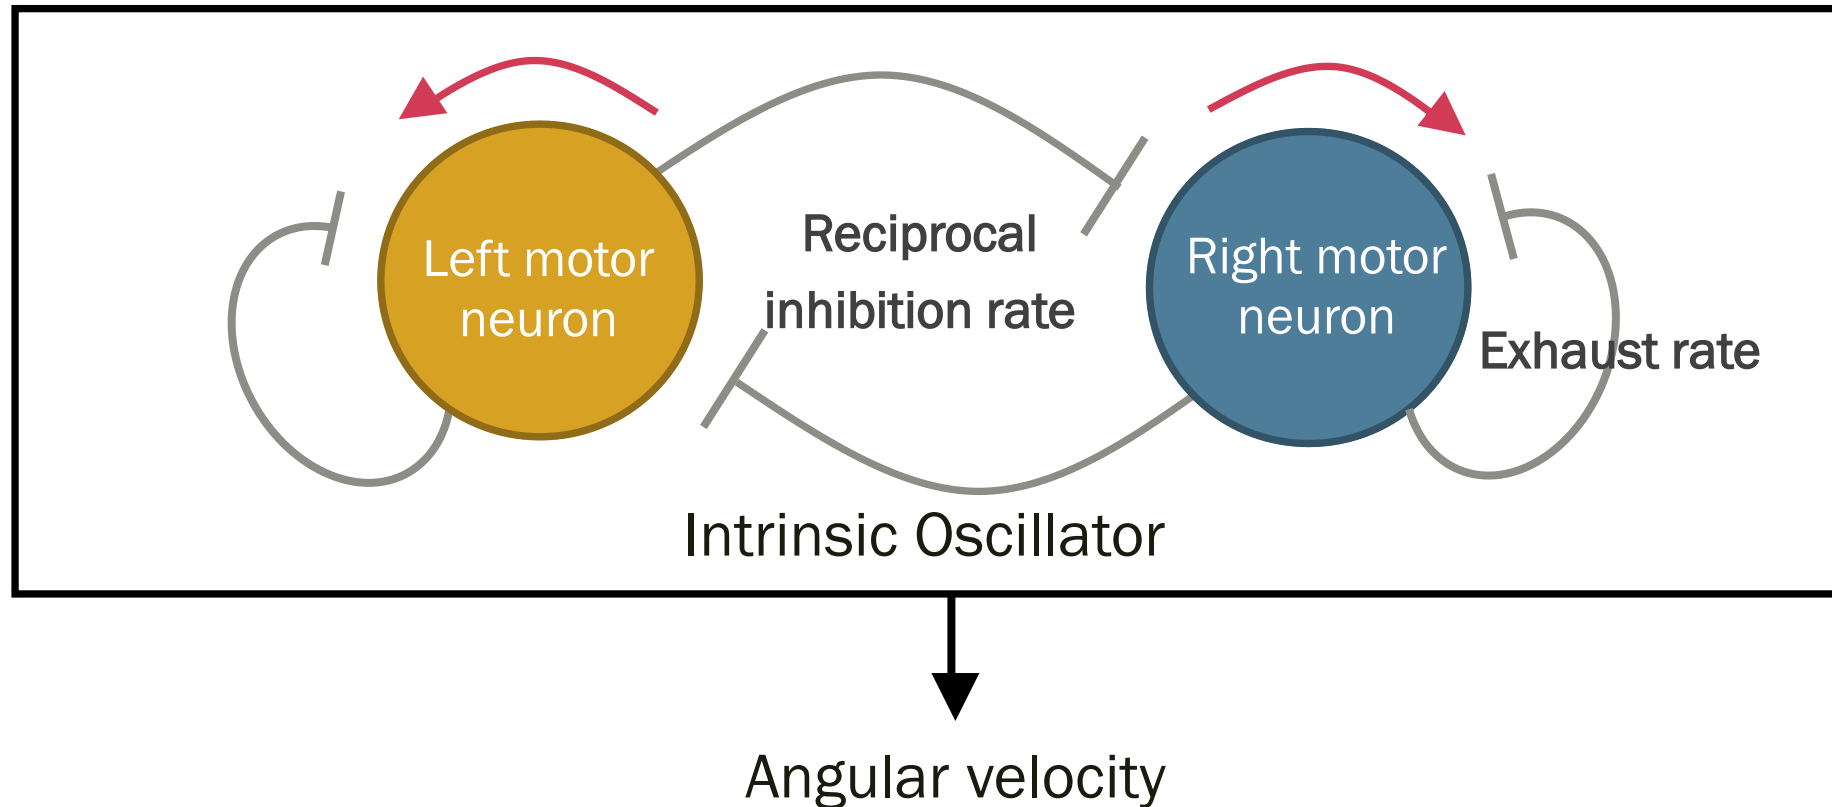 Left motor
neuron
Reciprocal
inhibition rate
Right motor
neuron
Exhaust rate
Intrinsic Oscillator
Angular velocity